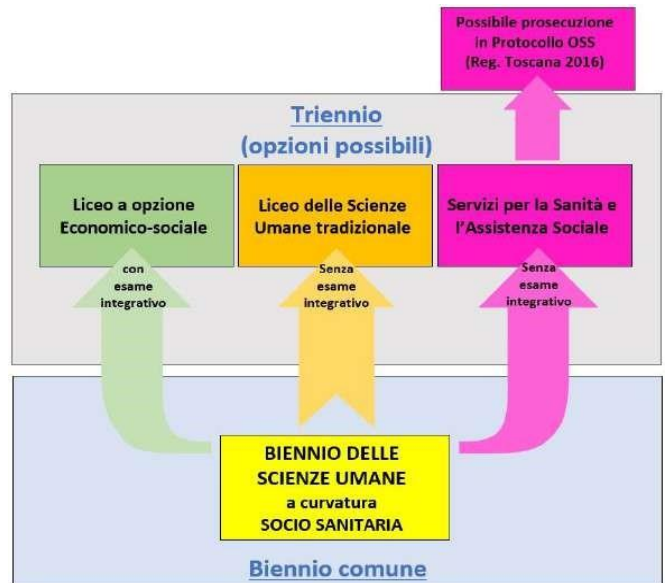 Possibile prosecuzione
in Protocollo OSS
(Reg. Toscana 2016)
Triennio
(opzioni possibili)
Liceo a opzione
Economico-sociale
Liceo delle Scienze
Umane tradizionale
Servizi per la Sanità e
l’Assistenza Sociale
con
esame
integrativo
Senza
esame
integrativo
Senza
esame
integrativo
BIENNIO DELLE
SCIENZE UMANE
a curvatura
SOCIO SANITARIA
Biennio comune